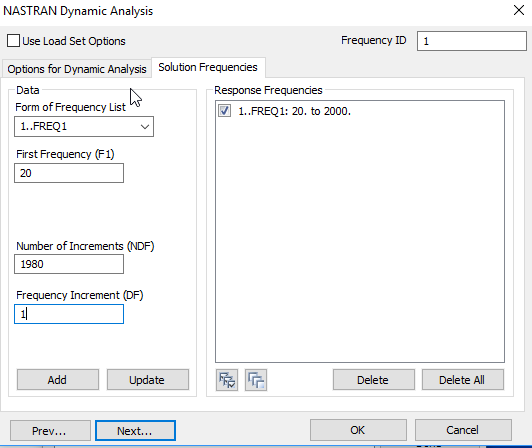 NASTRAN Dynamic Analysis
Use Load Set Options
Frequency ID 1
Options for Dynamic Analysis
Solution Frequencies
Data
Form of Frequency List
1..FREQ1
First Frequency (F1)
20
Number of Increments (NDF)
1980
Frequency Increment (DF)
1
Add
Update
Response Frequencies
1..FREQ1: 20. to 2000.
Delete
Delete All
Prev...
Next...
OK
Cancel